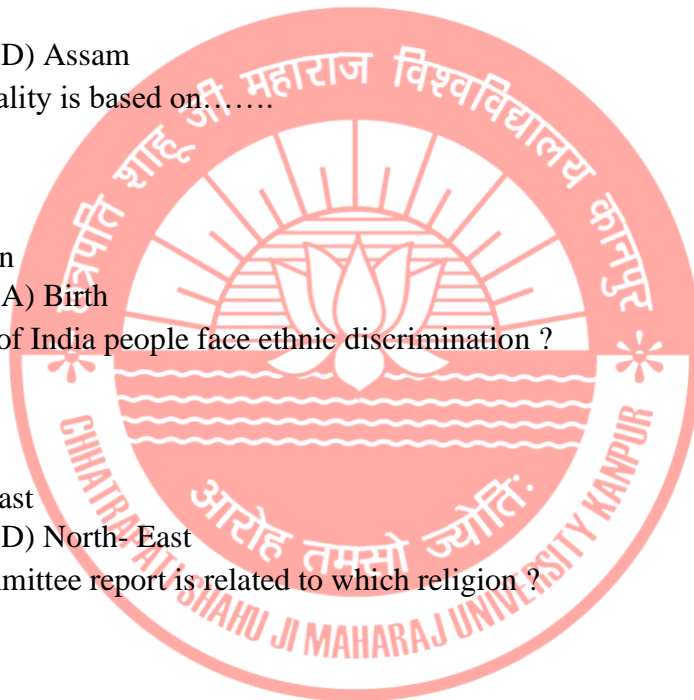 D) Assam
ality is based on…….
n
A) Birth
of India people face ethnic discrimination ?
ast
D) North- East
mmittee report is related to which religion ?
छत्रपति शाहू जी महाराज विश्वविद्यालय कानपुर
आरोह तमसो ज्योतिः
CHHATRAPATI SHAHU JI MAHARAJ UNIVERSITY KANPUR